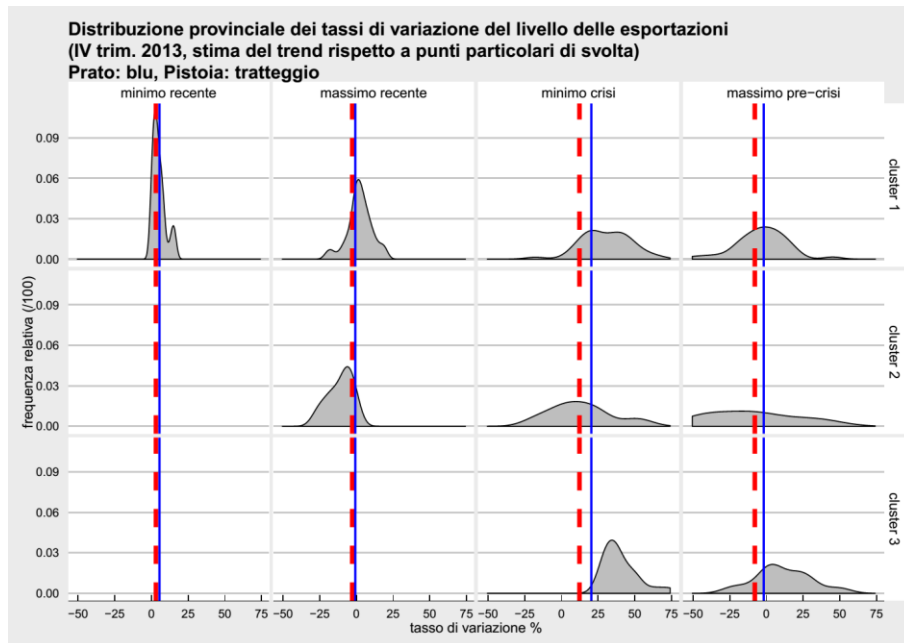 Distribuzione provinciale dei tassi di variazione del livello delle esportazioni
(IV trim. 2013, stima del trend rispetto a punti particolari di svolta)
Prato: blu, Pistoia: tratteggio
minimo recente massimo recente minimo crisi massimo pre−crisi
frequenza relativa (/100)
0.09
0.06
0.03
0.00
cluster 1
0.09
0.06
0.03
0.00
cluster 2
0.09
0.06
0.03
0.00
cluster 3
−50 −25 0 25 50 75 −50 −25 0 25 50 75 −50 −25 0 25 50 75 −50 −25 0 25 50 75
tasso di variazione %